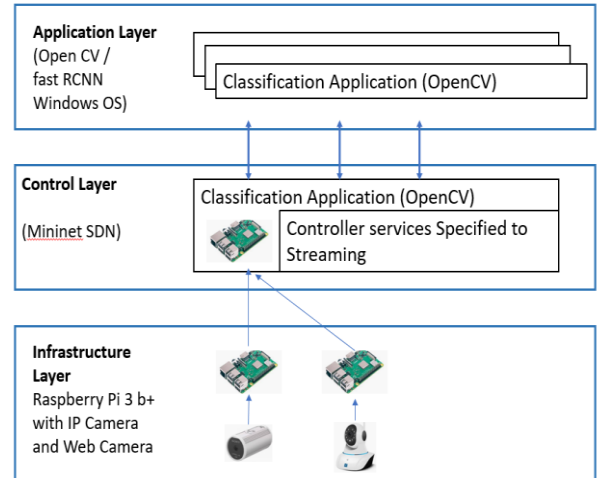 Application Layer
(Open CV /
fast RCNN
Windows OS)
Classification Application (OpenCV)
Control Layer
(Mininet SDN)
Classification Application (OpenCV)
Controller services Specified to
Streaming
Infrastructure
Layer
Raspberry Pi 3 b+
with IP Camera
and Web Camera